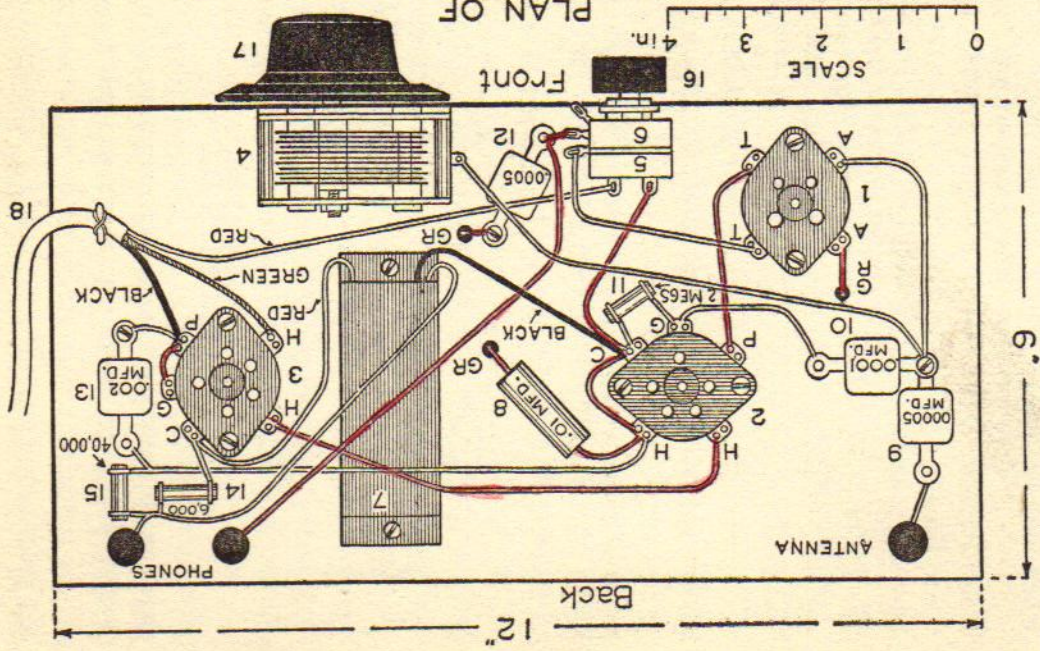 12"
Back
6"
ANTENNA
PHONES
7
9
.00005
MFD.
10
.0001
MFD.
H
H
2
P
C
G
8
.01 MFD.
GR
14
6,000
15
40,000
C
H
G
P
3
H
13
.002
MFD.
11
2 MEGS
BLACK
RED
GREEN
BLACK
RED
18
GR
A
T
1
A
T
5
6
GR
12
.00005
4
Front
16
17
SCALE
0
1
2
3
4 in.
PLAN OF